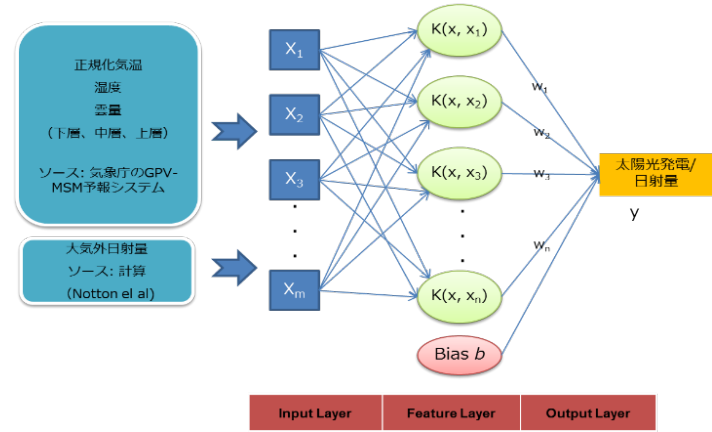 正規化気温
湿度
雲量
（下層、中層、上層）
ソース: 気象庁のGPV-
MSM予報システム
大気外日射量
ソース: 計算
（Notton el al）
X1
X2
X3
.
.
.
Xm
K(x, x1)
K(x, x2)
K(x, x3)
.
.
.
K(x, xn)
Bias b
w1
w2
w3
wn
太陽光発電/
日射量
y
Input Layer
Feature Layer
Output Layer